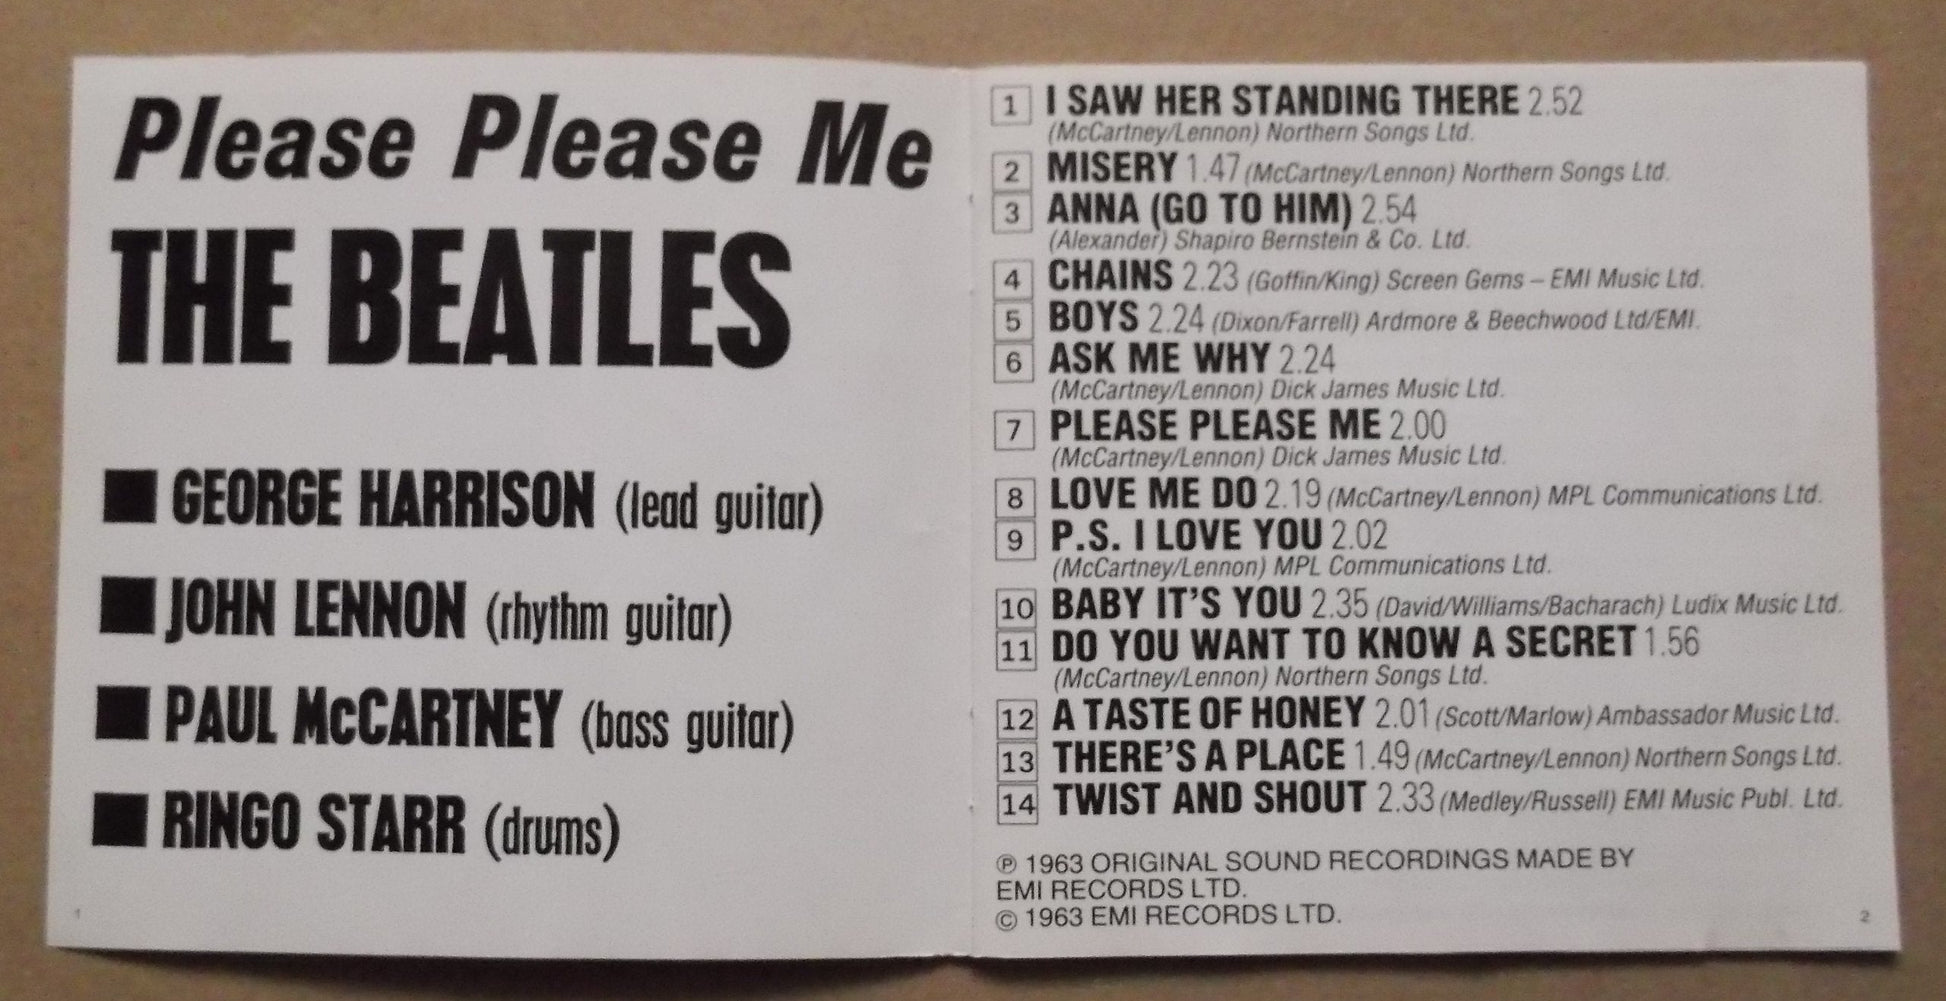 Please Please Me
THE BEATLES
GEORGE HARRISON (lead guitar)
JOHN LENNON (rhythm guitar)
PAUL McCARTNEY (bass guitar)
RINGO STARR (drums)
1
1 I SAW HER STANDING THERE 2.52
(McCartney/Lennon) Northern Songs Ltd.
2 MISERY 1.47 (McCartney/Lennon) Northern Songs Ltd.
3 ANNA (GO TO HIM) 2.54
(Alexander) Shapiro Bernstein & Co. Ltd.
4 CHAINS 2.23 (Goffin/King) Screen Gems – EMI Music Ltd.
5 BOYS 2.24 (Dixon/Farrell) Ardmore & Beechwood Ltd/EMI.
6 ASK ME WHY 2.24
(McCartney/Lennon) Dick James Music Ltd.
7 PLEASE PLEASE ME 2.00
(McCartney/Lennon) Dick James Music Ltd.
8 LOVE ME DO 2.19 (McCartney/Lennon) MPL Communications Ltd.
9 P.S. I LOVE YOU 2.02
(McCartney/Lennon) MPL Communications Ltd.
10 BABY IT'S YOU 2.35 (David/Williams/Bacharach) Ludix Music Ltd.
11 DO YOU WANT TO KNOW A SECRET 1.56
(McCartney/Lennon) Northern Songs Ltd.
12 A TASTE OF HONEY 2.01 (Scott/Marlow) Ambassador Music Ltd.
13 THERE'S A PLACE 1.49 (McCartney/Lennon) Northern Songs Ltd.
14 TWIST AND SHOUT 2.33 (Medley/Russell) EMI Music Publ. Ltd.
℗ 1963 ORIGINAL SOUND RECORDINGS MADE BY
EMI RECORDS LTD.
© 1963 EMI RECORDS LTD.
2